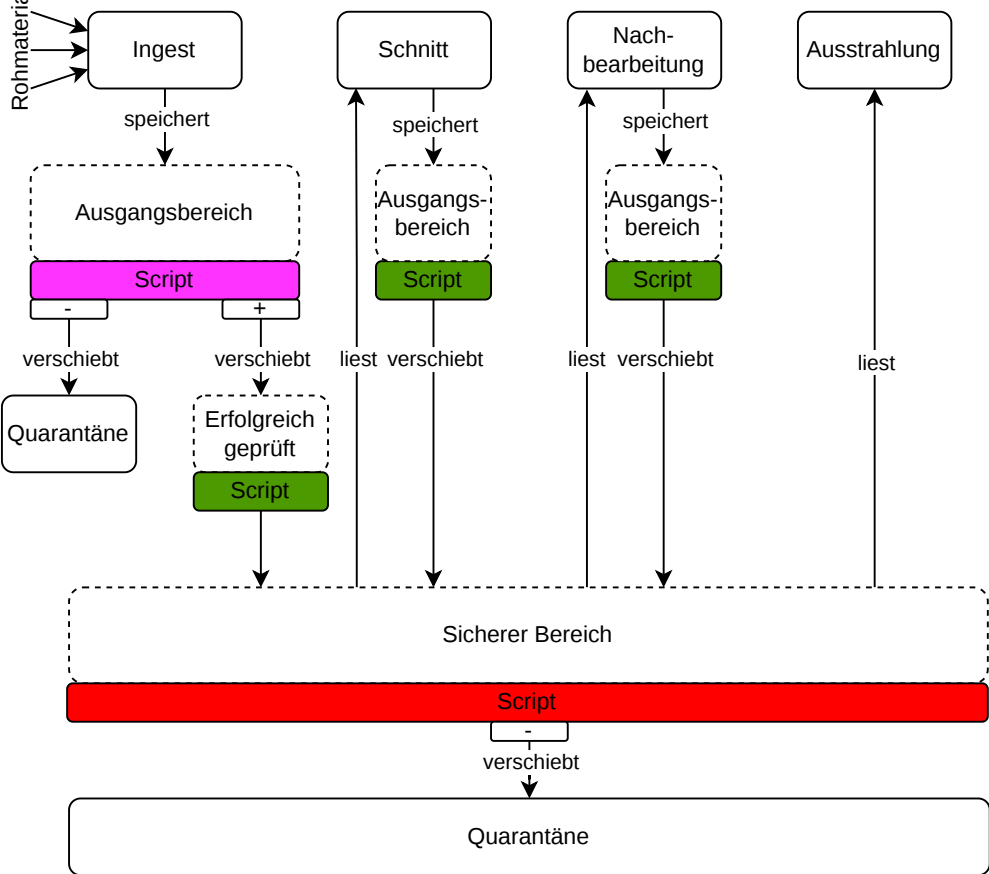 Rohmaterial
Ingest
Schnitt
Nach-
bearbeitung
Ausstrahlung
speichert
speichert
speichert
Ausgangsbereich
Ausgangs-
bereich
Ausgangs-
bereich
Script
Script
Script
-
+
verschiebt
verschiebt
liest
verschiebt
liest
verschiebt
liest
Quarantäne
Erfolgreich
geprüft
Script
Sicherer Bereich
Script
-
verschiebt
Quarantäne